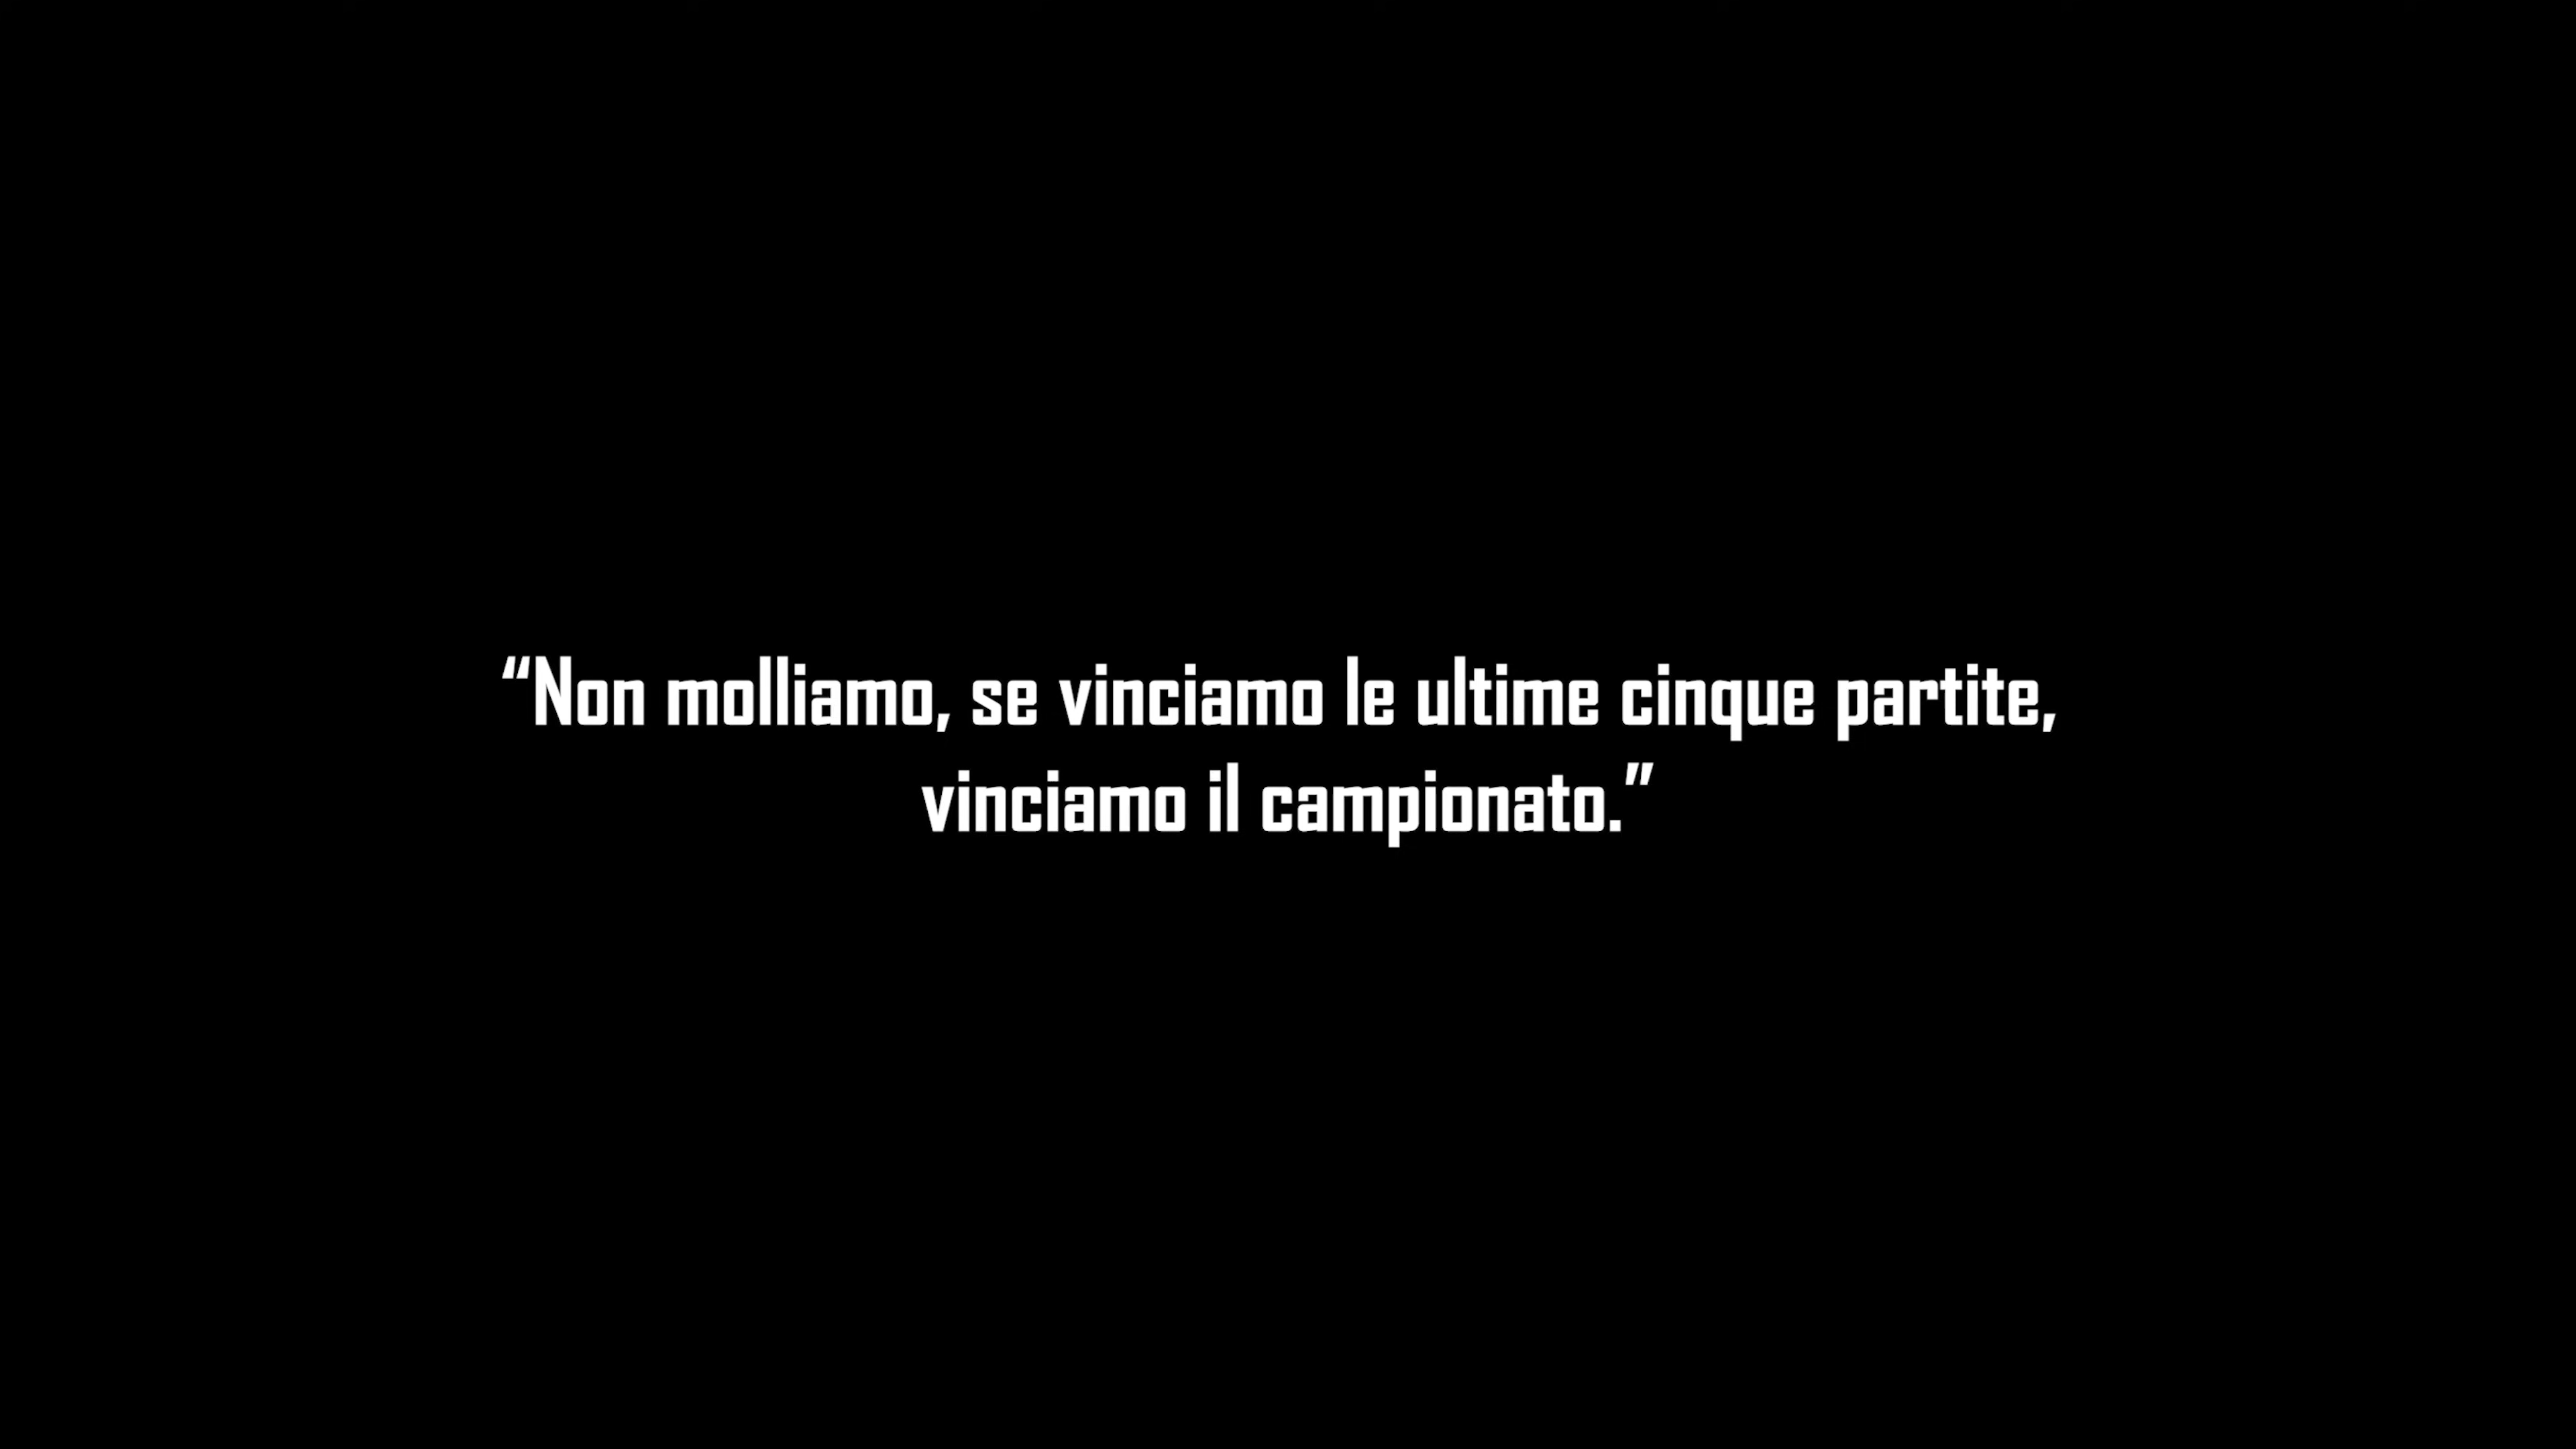 “Non molliamo, se vinciamo le ultime cinque partite,
vinciamo il campionato.”